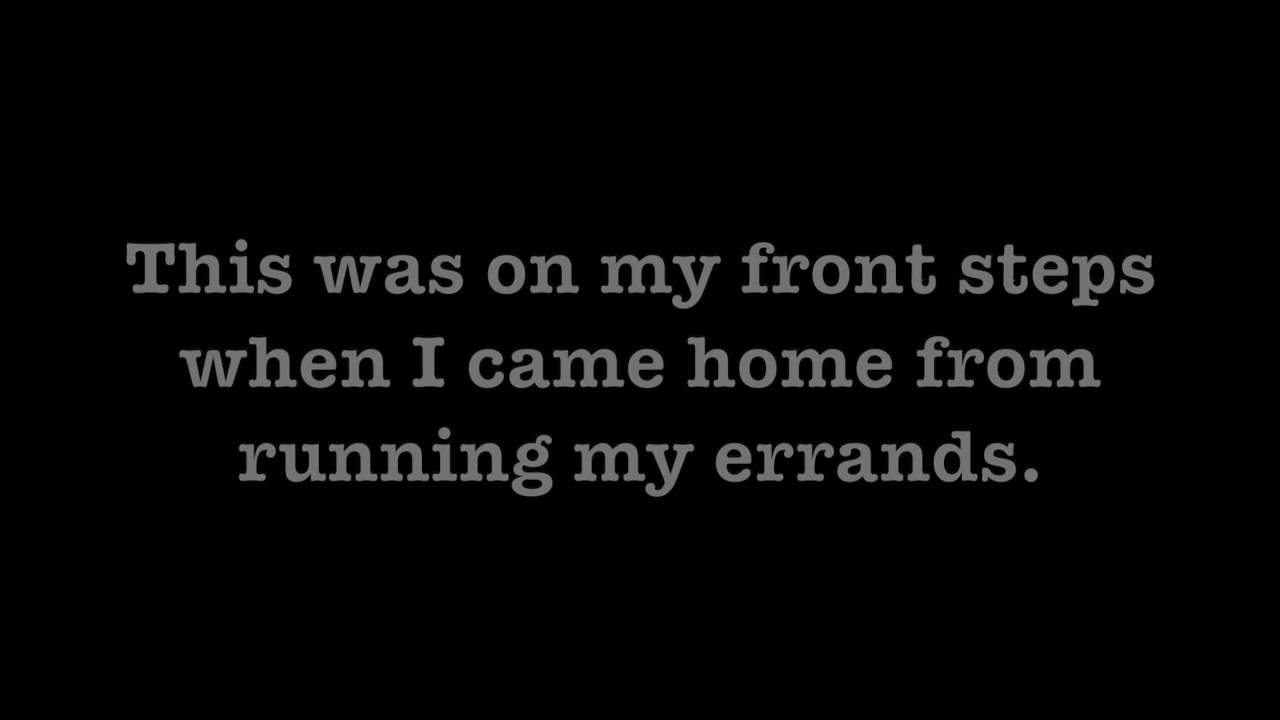 This was on my front steps
when I came home from
running my errands.